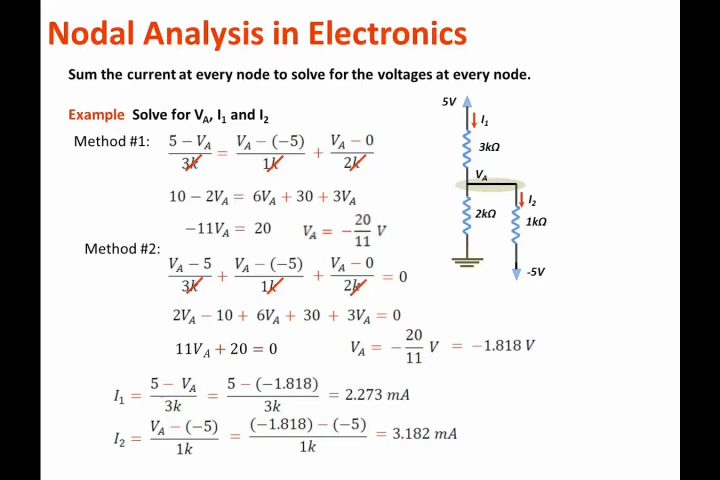 Nodal Analysis in Electronics
Sum the current at every node to solve for the voltages at every node.
Example Solve for V_A, I_1 and I_2
Method #1:
(5 − V_A)/3k = (V_A − (−5))/1k + (V_A − 0)/2k
10 − 2V_A = 6V_A + 30 + 3V_A
−11V_A = 20 V_A = −20/11 V
Method #2:
(V_A − 5)/3k + (V_A − (−5))/1k + (V_A − 0)/2k = 0
2V_A − 10 + 6V_A + 30 + 3V_A = 0
11V_A + 20 = 0 V_A = −20/11 V = −1.818 V
I_1 = (5 − V_A)/3k = (5 − (−1.818))/3k = 2.273 mA
I_2 = (V_A − (−5))/1k = ((−1.818) − (−5))/1k = 3.182 mA
5V
I_1
3kΩ
V_A
I_2
2kΩ
1kΩ
-5V